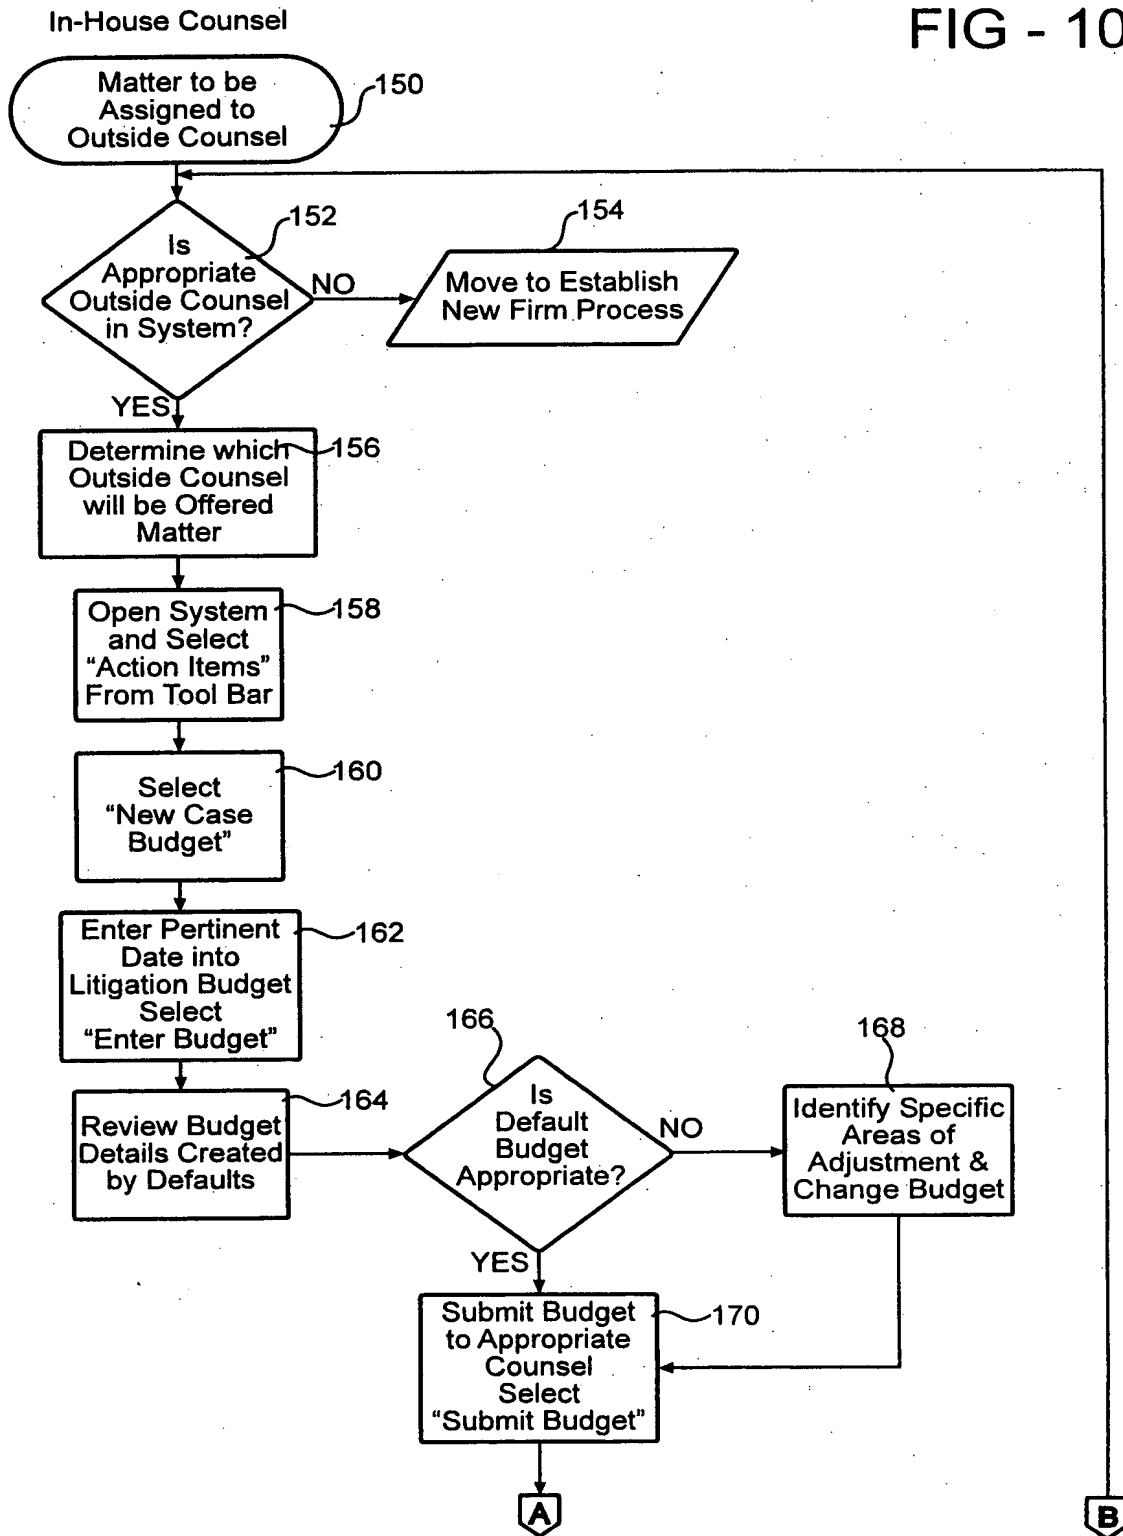 In-House Counsel
FIG - 10
Matter to be
Assigned to
Outside Counsel
150
152
Is
Appropriate
Outside Counsel
in System?
NO
154
Move to Establish
New Firm Process
YES
Determine which
Outside Counsel
will be Offered
Matter
156
Open System
and Select
“Action Items”
From Tool Bar
158
Select
“New Case
Budget”
160
Enter Pertinent
Date into
Litigation Budget
Select
“Enter Budget”
162
Review Budget
Details Created
by Defaults
164
166
Is
Default
Budget
Appropriate?
NO
168
Identify Specific
Areas of
Adjustment &
Change Budget
YES
Submit Budget
to Appropriate
Counsel
Select
“Submit Budget”
170
A
B